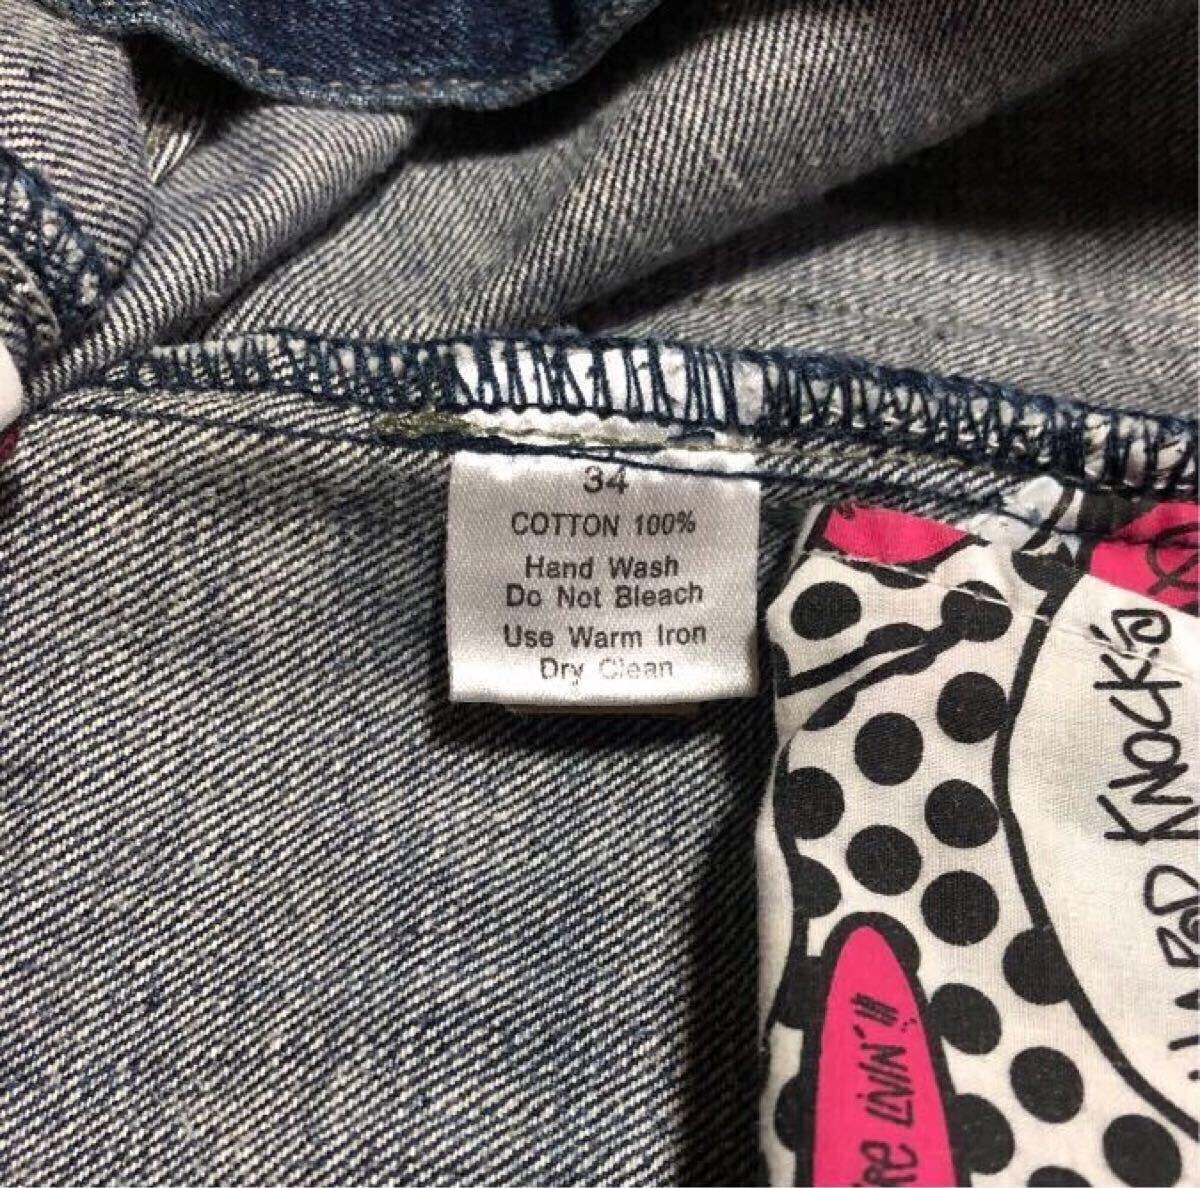 34
COTTON 100%
Hand Wash
Do Not Bleach
Use Warm Iron
Dry Clean
KNOCK'S
LIVIN'!!!